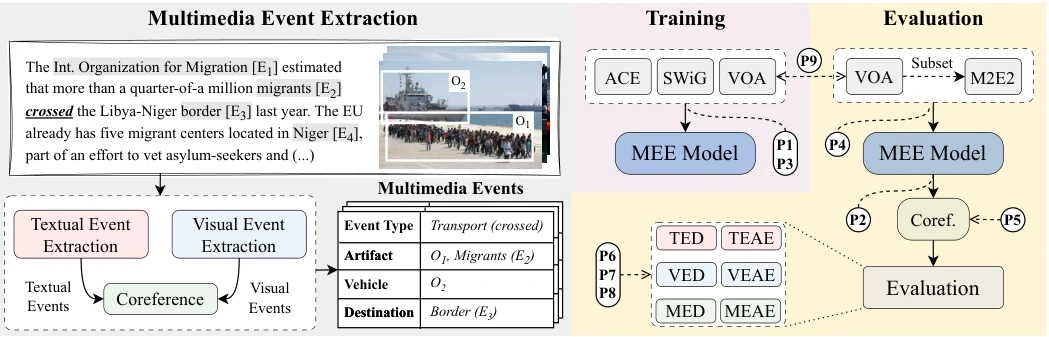 Multimedia Event Extraction
The Int. Organization for Migration [E1] estimated
that more than a quarter-of-a million migrants [E2]
crossed the Libya-Niger border [E3] last year. The EU
already has five migrant centers located in Niger [E4],
part of an effort to vet asylum-seekers and (...)
O2
O1
Textual Event
Extraction
Visual Event
Extraction
Textual
Events
Coreference
Visual
Events
Multimedia Events
Event Type Transport (crossed)
Artifact O1, Migrants (E2)
Vehicle O2
Destination Border (E3)
Training
ACE SWiG VOA
P9
MEE Model
P1
P3
Evaluation
VOA Subset M2E2
P4
MEE Model
P2
Coref.
P5
Evaluation
P6
P7
P8
TED TEAE
VED VEAE
MED MEAE